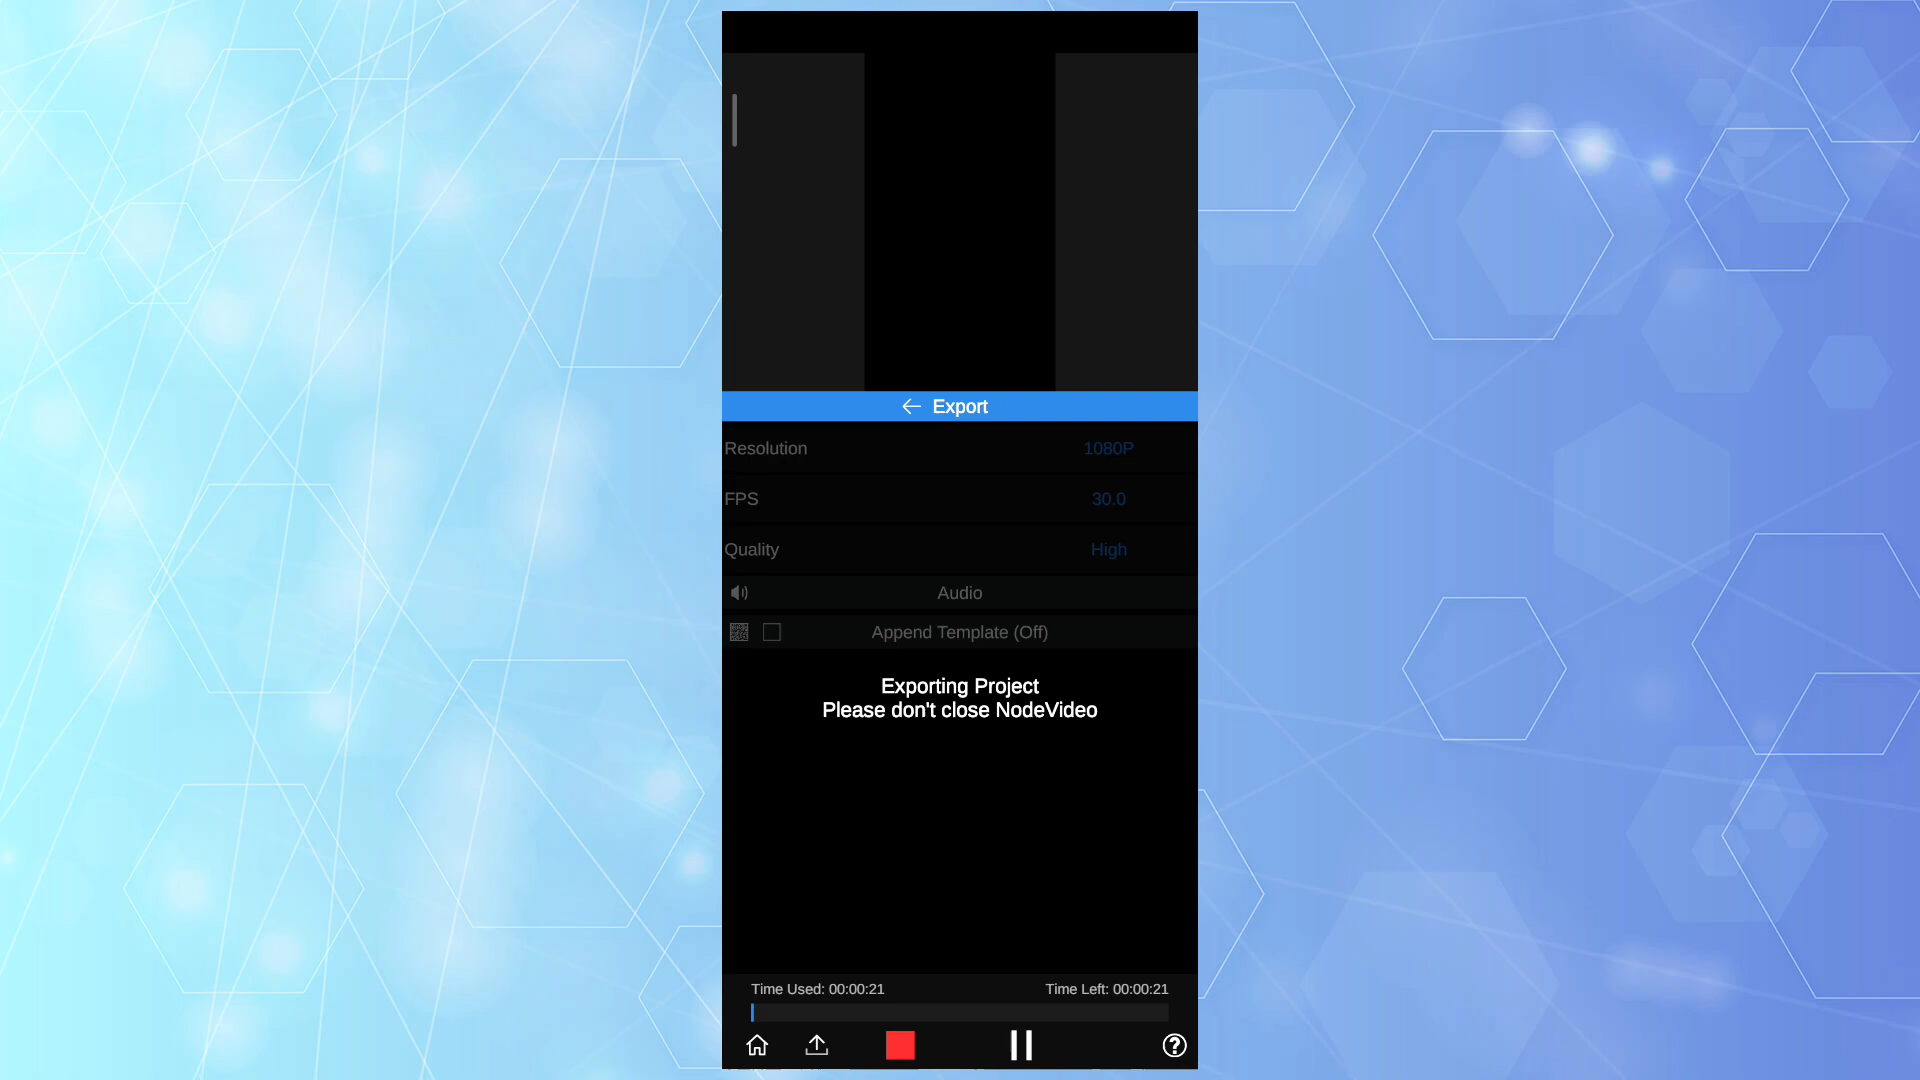 Export
Resolution 1080P
FPS 30.0
Quality High
Audio
Append Template (Off)
Exporting Project
Please don't close NodeVideo
Time Used: 00:00:21 Time Left: 00:00:21